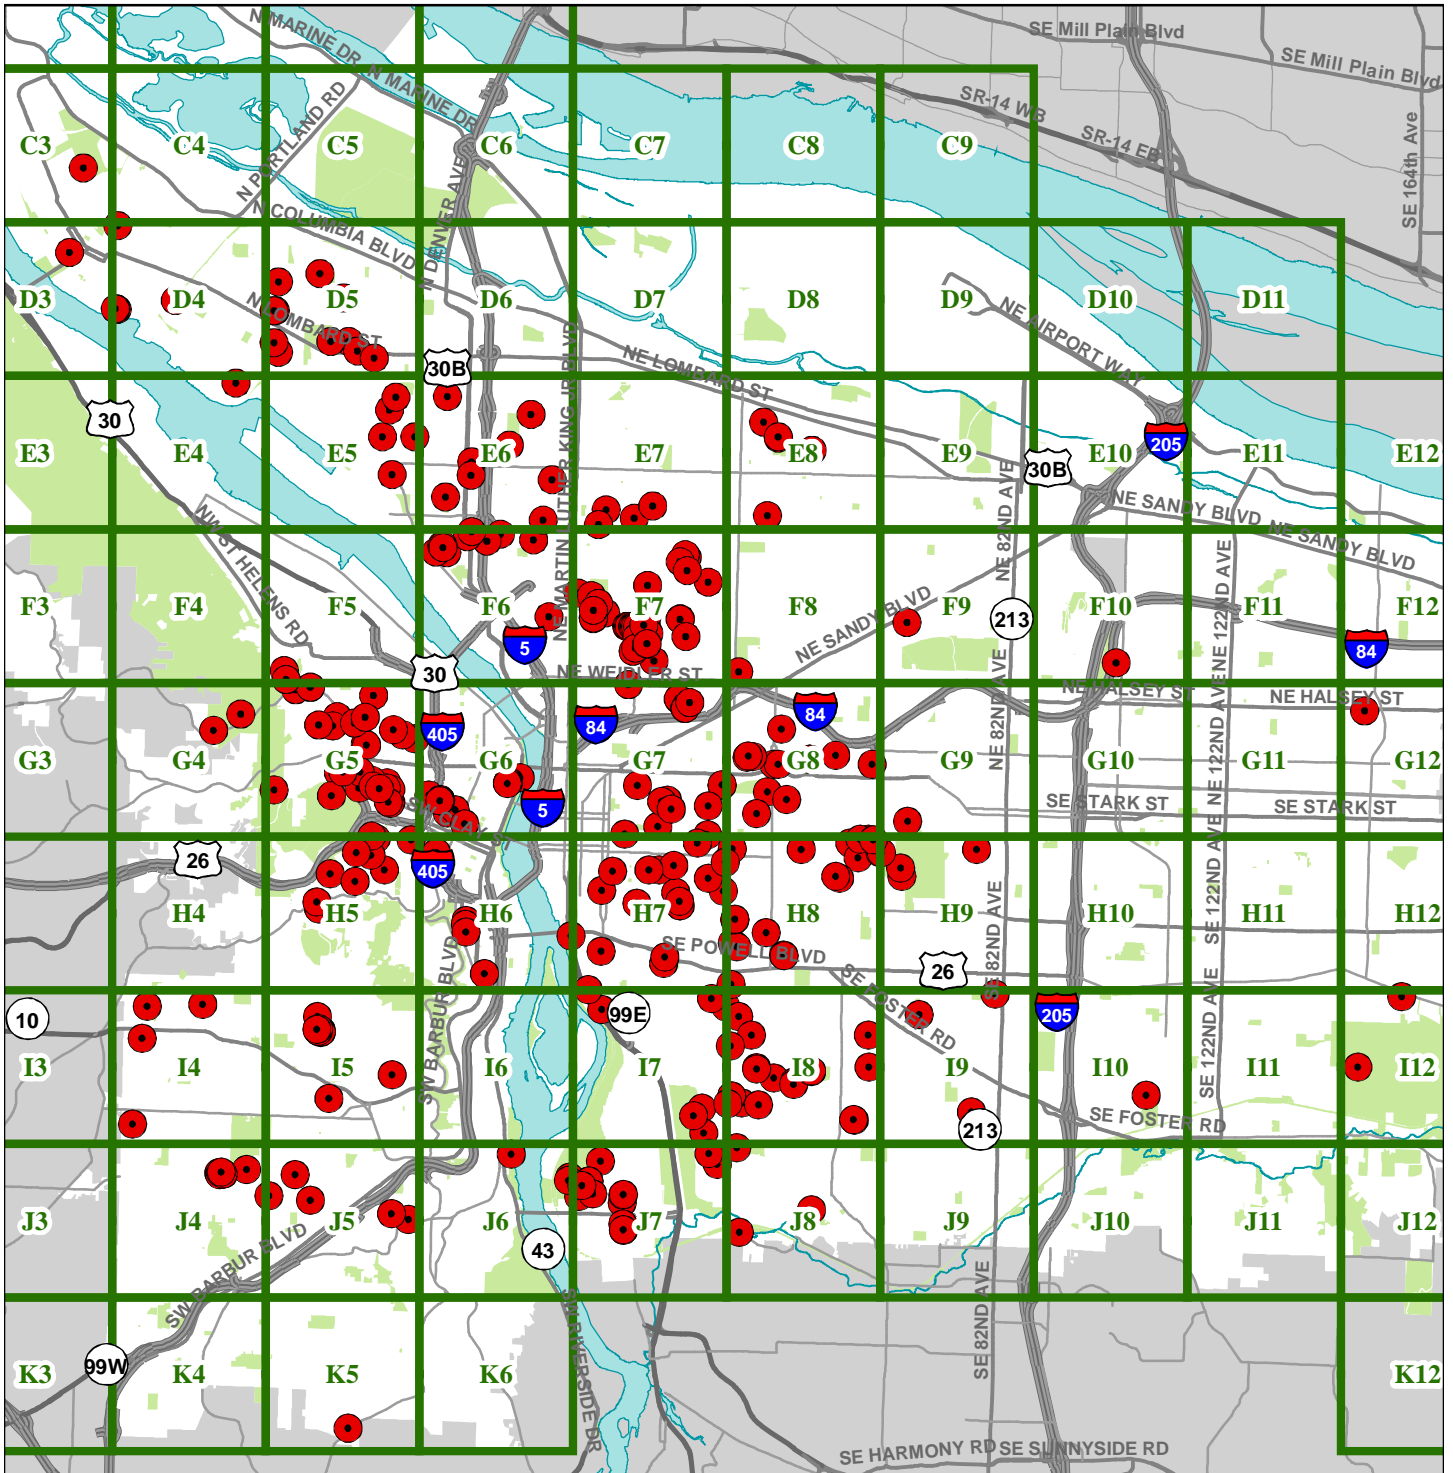 N MARINE DR
N MARINE DR
SE Mill Plain Blvd
SE Mill Plain Blvd
SR-14 WB
SR-14 EB
SE 164th Ave
C3
C4
C5
C6
C7
C8
C9
N PORTLAND RD
N COLUMBIA BLVD
N DENVER AVE
D3
D4
D5
D6
D7
D8
D9
D10
D11
N LOMBARD ST
30B
NE LOMBARD ST
NE AIRPORT WAY
NE MARTIN LUTHER KING JR BLVD
30
205
E3
E4
E5
E6
E7
E8
E9
30B
E10
E11
E12
NE 82ND AVE
NE SANDY BLVD
NE SANDY BLVD
NW ST HELENS RD
F3
F4
F5
F6
F7
F8
F9
213
F10
F11
F12
NE SANDY BLVD
5
84
30
NE WEIDLER ST
NE 82ND AVE
NE HALSEY ST
NE HALSEY ST
NE 122ND AVE
NE 122ND AVE
405
84
84
G3
G4
G5
G6
G7
G8
G9
G10
G11
G12
5
SE STARK ST
SE STARK ST
SW CLAY ST
26
405
H4
H5
H6
H7
H8
H9
H10
H11
H12
SE 82ND AVE
SE 122ND AVE
SE POWELL BLVD
26
SE FOSTER RD
SW BARBUR BLVD
10
99E
205
SE 122ND AVE
I3
I4
I5
I6
I7
I8
I9
I10
I11
I12
213
SE FOSTER RD
J3
J4
J5
J6
J7
J8
J9
J10
J11
J12
SW BARBUR BLVD
43
SE 82ND AVE
99W
K3
K4
K5
K6
K12
SW RIVERSIDE DR
SE HARMONY RD
SE SUNNYSIDE RD